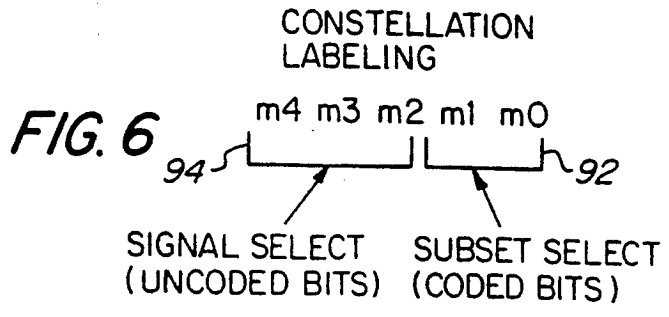 CONSTELLATION
LABELING
FIG. 6
m4 m3 m2 m1 m0
94
92
SIGNAL SELECT
(UNCODED BITS)
SUBSET SELECT
(CODED BITS)